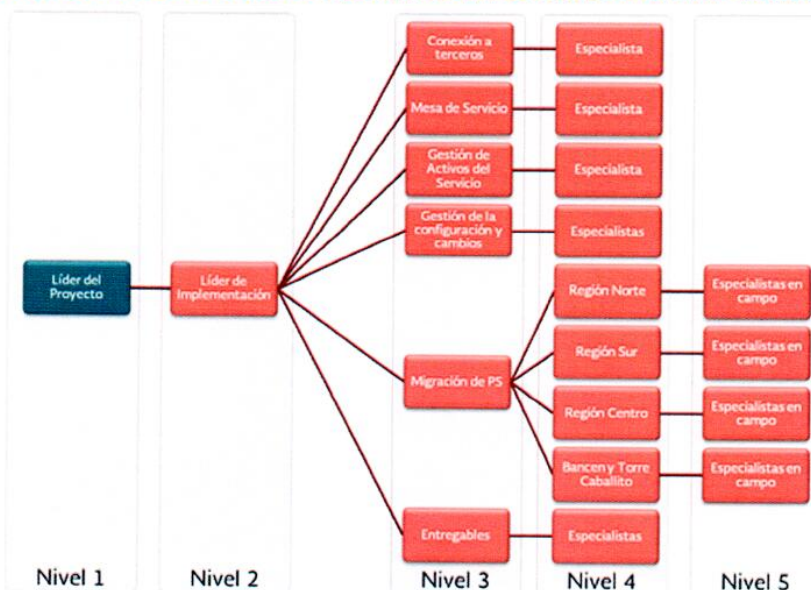 Conexión a
terceros
Especialista
Mesa de Servicio
Especialista
Gestión de
Activos del
Servicio
Especialista
Gestión de la
configuración y
cambios
Especialistas
Líder del
Proyecto
Líder de
Implementación
Región Norte
Especialistas en
campo
Región Sur
Especialistas en
campo
Migración de PS
Región Centro
Especialistas en
campo
Bancen y Torre
Caballito
Especialistas en
campo
Entregables
Especialistas
Nivel 1
Nivel 2
Nivel 3
Nivel 4
Nivel 5